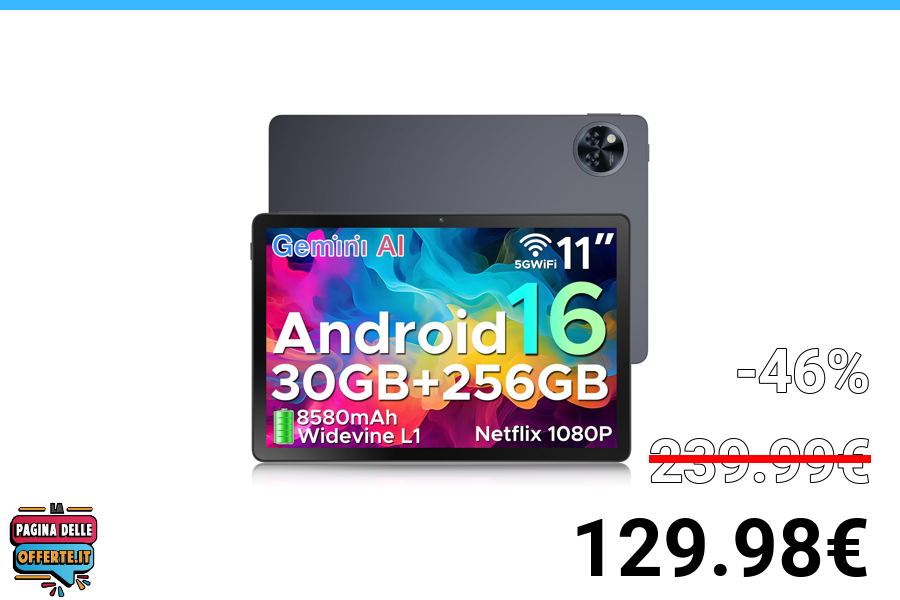 Gemini AI
5GWiFi
11”
Android 16
30GB+256GB
8580mAh
Widevine L1
Netflix 1080P
-46%
239.99€
129.98€
LA
PAGINA DELLE
OFFERTE.IT